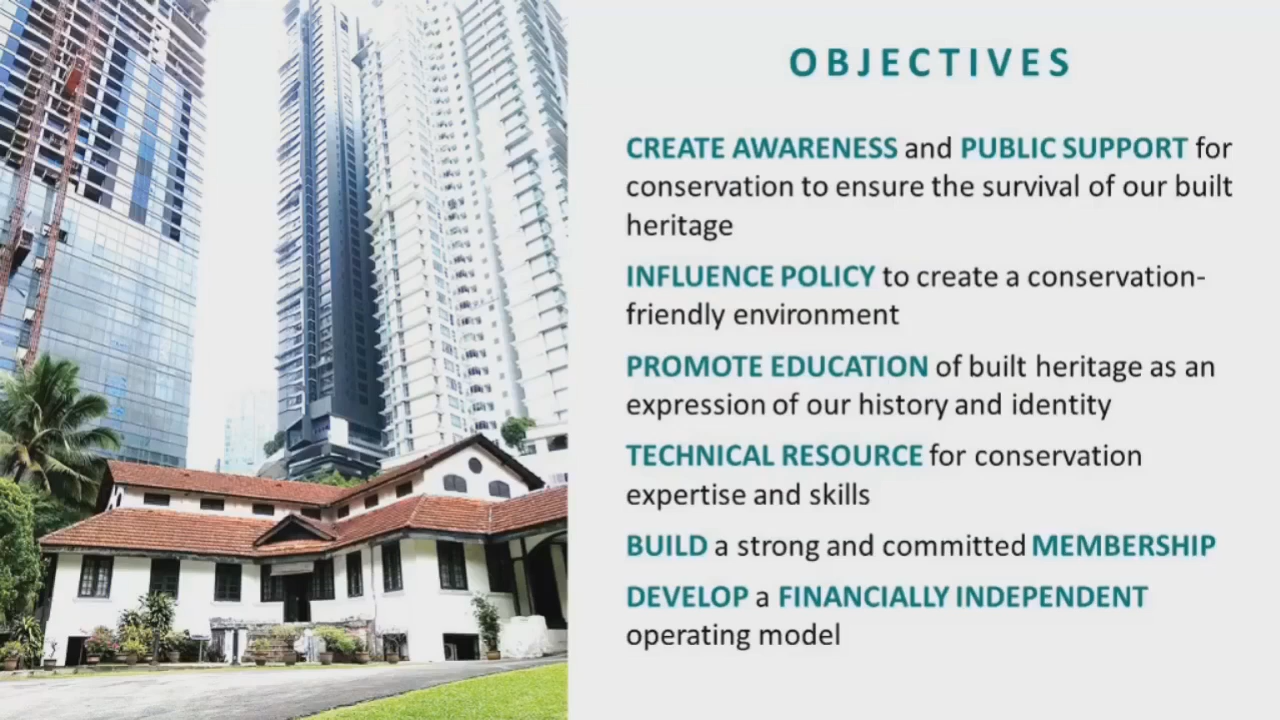 OBJECTIVES
CREATE AWARENESS and PUBLIC SUPPORT for
conservation to ensure the survival of our built
heritage
INFLUENCE POLICY to create a conservation-
friendly environment
PROMOTE EDUCATION of built heritage as an
expression of our history and identity
TECHNICAL RESOURCE for conservation
expertise and skills
BUILD a strong and committed MEMBERSHIP
DEVELOP a FINANCIALLY INDEPENDENT
operating model